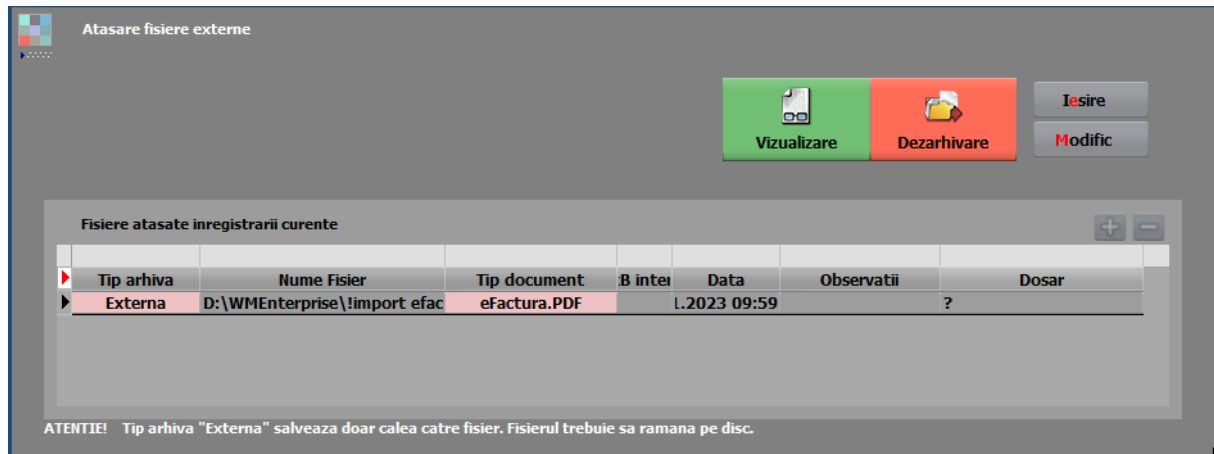 Atasare fisiere externe
Vizualizare
Dezarhivare
Iesire
Modific
Fisiere atasate inregistrarii curente
Tip arhiva Nume Fisier Tip document :B inter Data Observatii Dosar
Externa D:\WMEnterprise\!import efac eFactura.PDF 1.2023 09:59 ?
ATENTIE! Tip arhiva "Externa" salveaza doar calea catre fisier. Fisierul trebuie sa ramana pe disc.